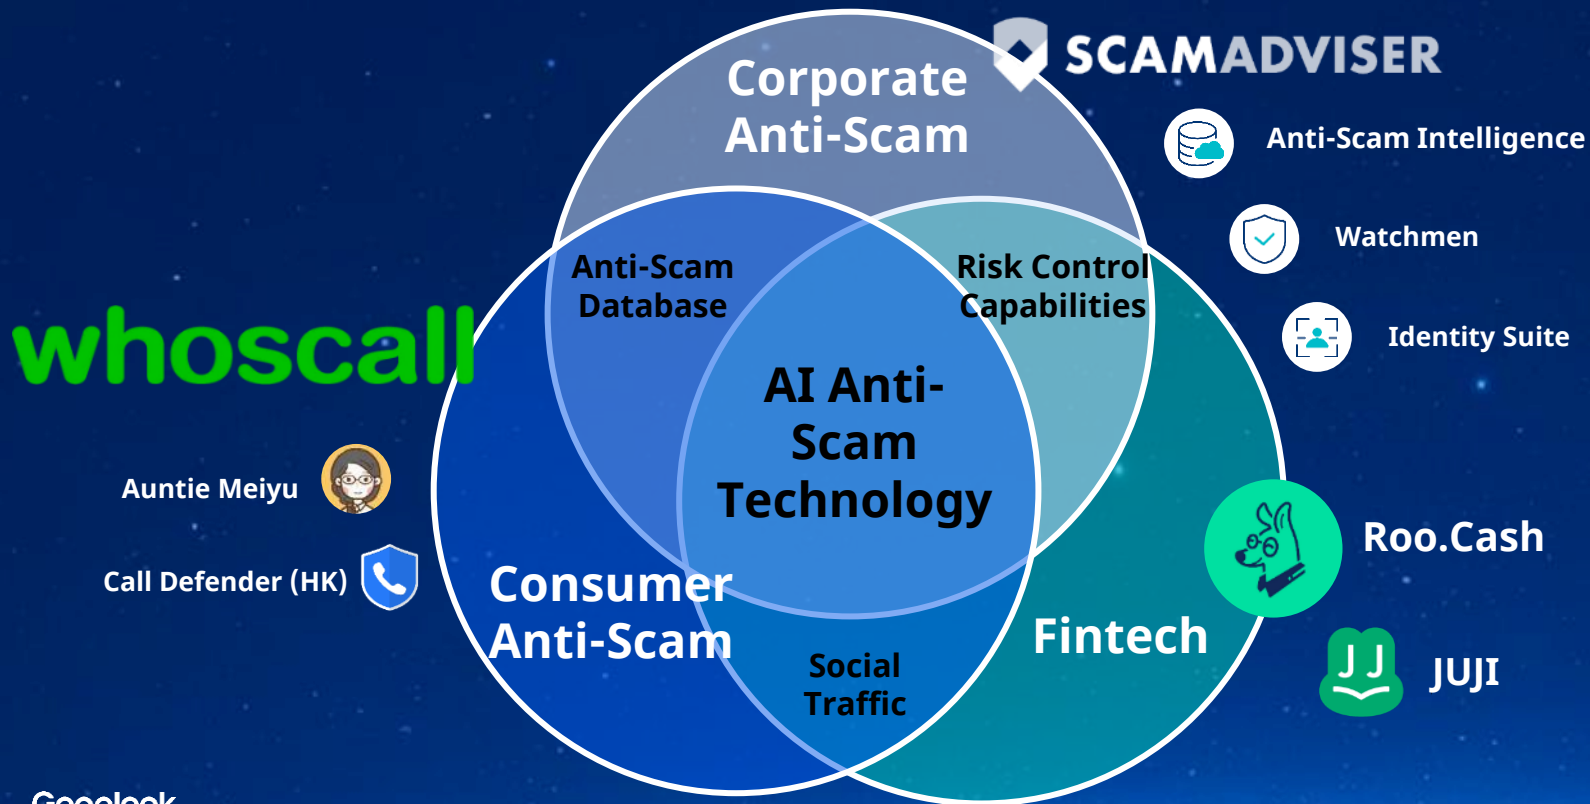 SCAMADVISER
Corporate
Anti-Scam
Anti-Scam Intelligence
Watchmen
Identity Suite
Anti-Scam
Database
Risk Control
Capabilities
whoscall
AI Anti-
Scam
Technology
Auntie Meiyu
Call Defender (HK)
Consumer
Anti-Scam
Fintech
Social
Traffic
Roo.Cash
JJ
JUJI